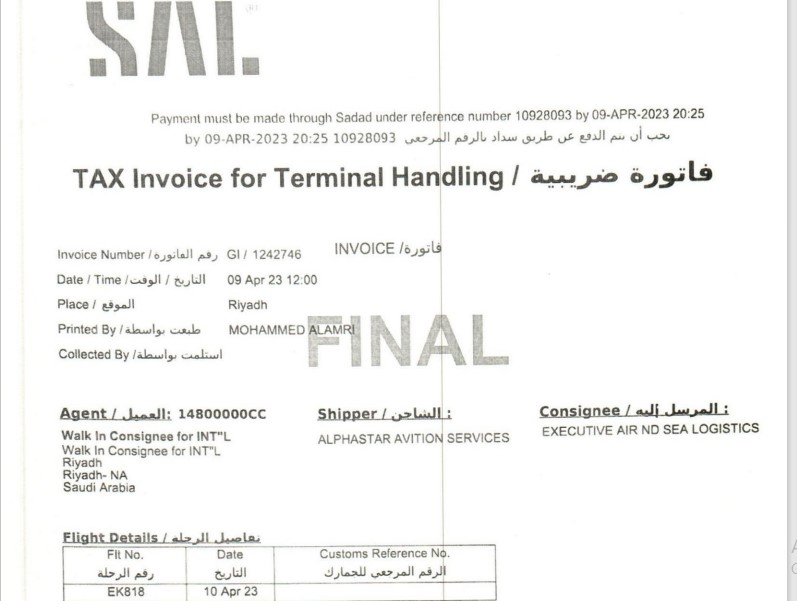 SAL
Payment must be made through Sadad under reference number 10928093 by 09-APR-2023 20:25
يجب أن يتم الدفع عن طريق سداد بالرقم المرجعي 10928093 by 09-APR-2023 20:25
TAX Invoice for Terminal Handling / فاتورة ضريبية
Invoice Number / رقم الفاتورة GI / 1242746 INVOICE /فاتورة
Date / Time /التاريخ / الوقت 09 Apr 23 12:00
Place / الموقع Riyadh
Printed By / طبعت بواسطة MOHAMMED ALAMRI
FINAL
Collected By /استلمت بواسطة
Agent / العميل: 14800000CC Shipper / الشاحن : Consignee / المرسل إليه :
Walk In Consignee for INT"L ALPHASTAR AVITION SERVICES EXECUTIVE AIR ND SEA LOGISTICS
Walk In Consignee for INT"L
Riyadh
Riyadh- NA
Saudi Arabia
Flight Details / تفاصيل الرحله
Flt No. Date Customs Reference No.
رقم الرحلة التاريخ الرقم المرجعي للجمارك
EK818 10 Apr 23